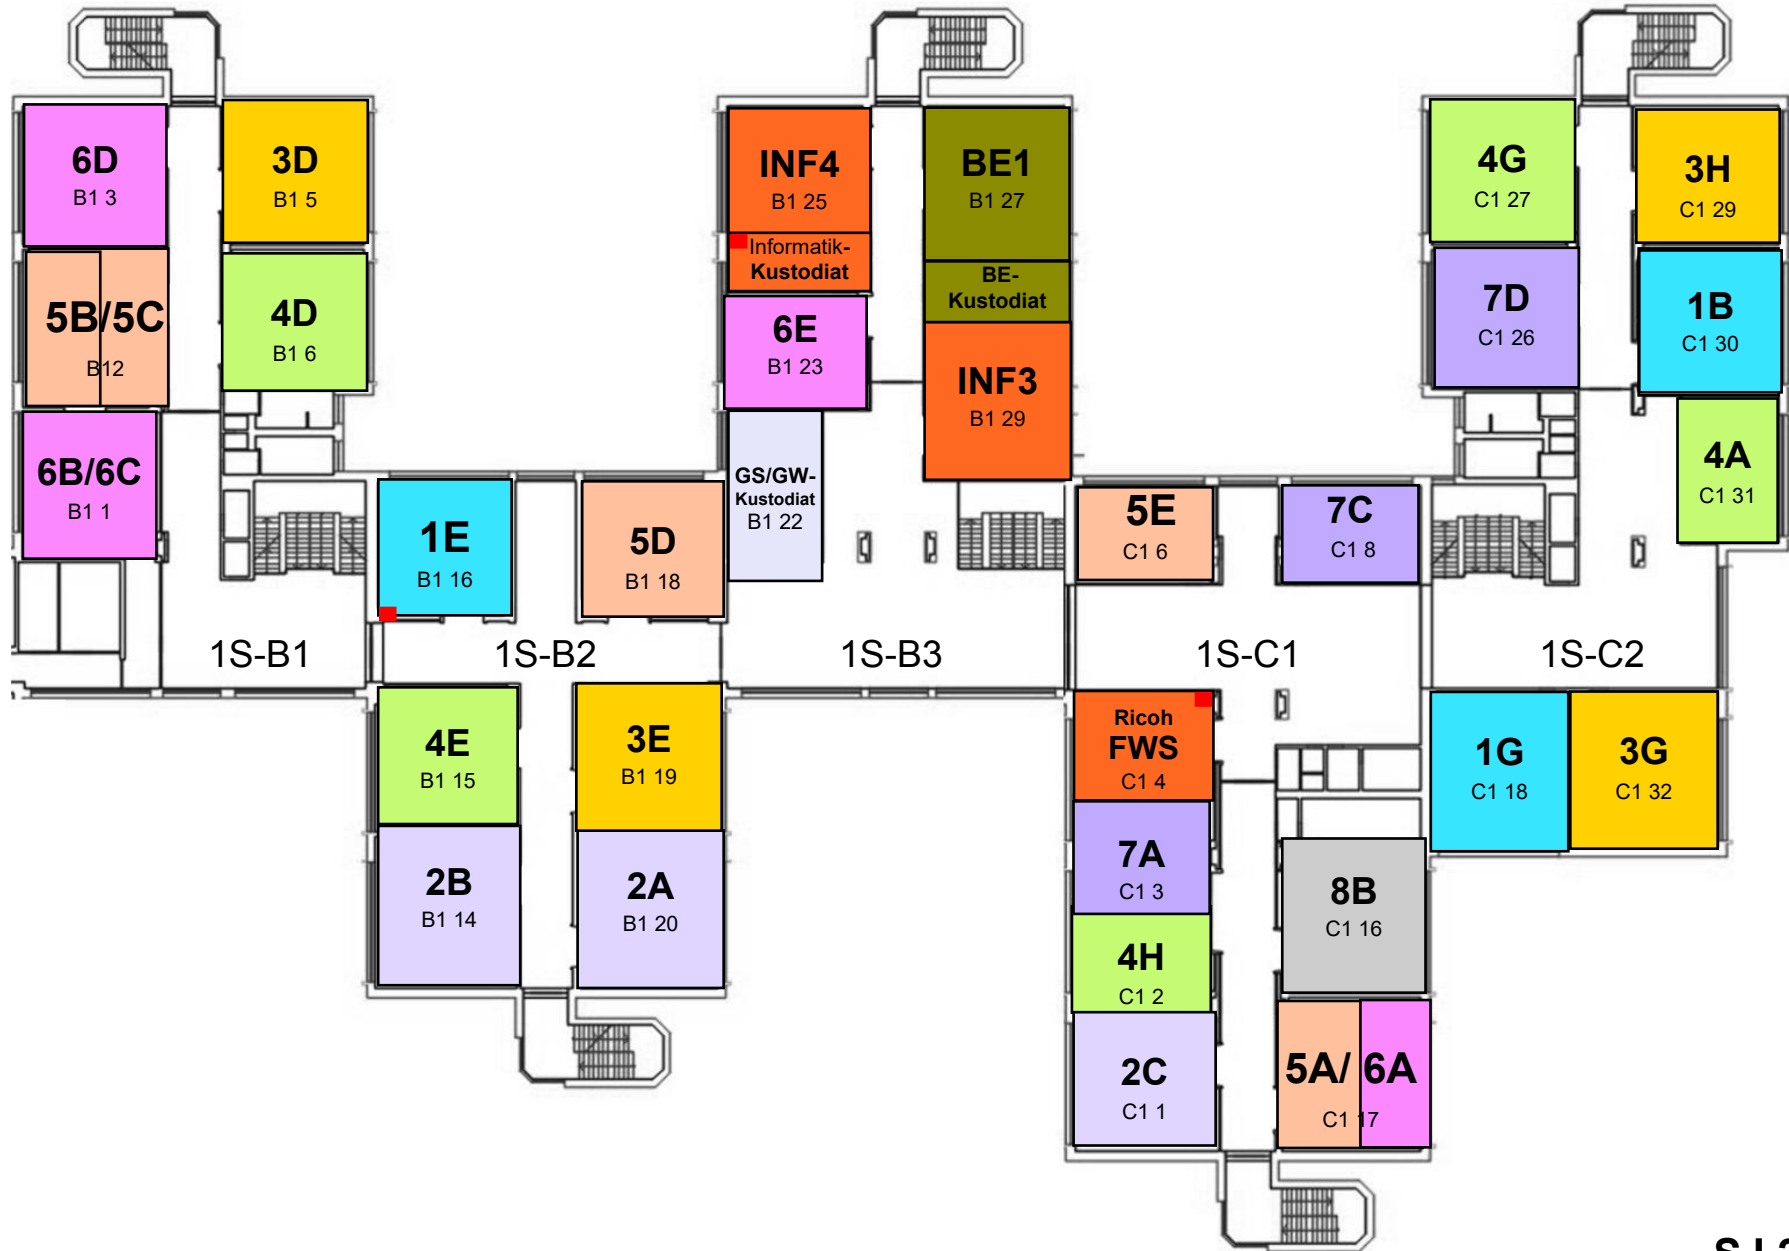 6D
B1 3
3D
B1 5
5B/5C
B12
4D
B1 6
6B/6C
B1 1
1E
B1 16
5D
B1 18
INF4
B1 25
Informatik-
Kustodiat
6E
B1 23
GS/GW-
Kustodiat
B1 22
BE1
B1 27
BE-
Kustodiat
INF3
B1 29
4G
C1 27
3H
C1 29
7D
C1 26
1B
C1 30
4A
C1 31
5E
C1 6
7C
C1 8
1S-B1
1S-B2
1S-B3
1S-C1
1S-C2
4E
B1 15
3E
B1 19
2B
B1 14
2A
B1 20
Ricoh
FWS
C1 4
7A
C1 3
4H
C1 2
2C
C1 1
8B
C1 16
5A/ 6A
C1 17
1G
C1 18
3G
C1 32